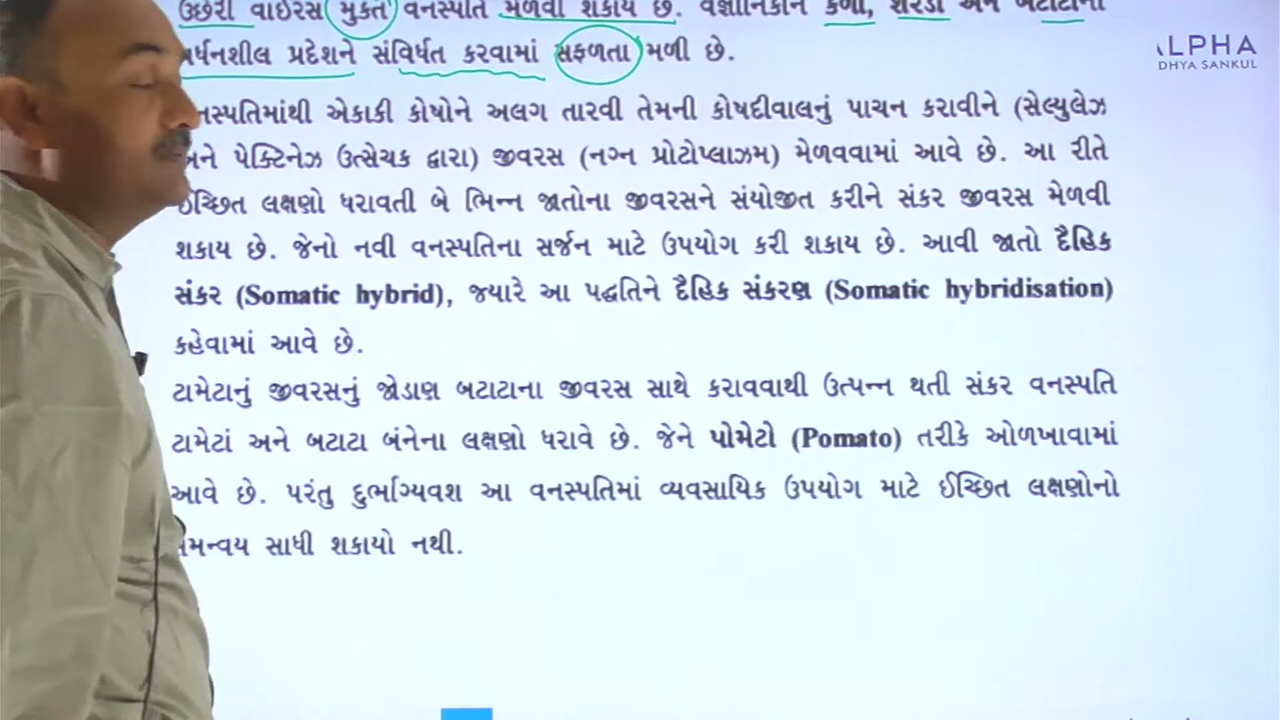 ઉછેરી વાઇરસ મુક્ત વનસ્પતિ મેળવી શકાય છે. વૈજ્ઞાનિકોને કેળાં, શેરડી અને બટાટાના
ર્ધનશીલ પ્રદેશને સંવર્ધિત કરવામાં સફળતા મળી છે.
LPHA
DHYA SANKUL
નસ્પતિમાંથી એકાકી કોષોને અલગ તારવી તેમની કોષદીવાલનું પાચન કરાવીને (સેલ્યુલેઝ
અને પેક્ટિનેઝ ઉત્સેચક દ્વારા) જીવરસ (નગ્ન પ્રોટોપ્લાઝમ) મેળવવામાં આવે છે. આ રીતે
ઈચ્છિત લક્ષણો ધરાવતી બે ભિન્ન જાતોના જીવરસને સંયોજીત કરીને સંકર જીવરસ મેળવી
શકાય છે. જેનો નવી વનસ્પતિના સર્જન માટે ઉપયોગ કરી શકાય છે. આવી જાતો દૈહિક
સંકર (Somatic hybrid), જ્યારે આ પદ્ધતિને દૈહિક સંકરણ (Somatic hybridisation)
કહેવામાં આવે છે.
ટામેટાનું જીવરસનું જોડાણ બટાટાના જીવરસ સાથે કરાવવાથી ઉત્પન્ન થતી સંકર વનસ્પતિ
ટામેટાં અને બટાટા બંનેના લક્ષણો ધરાવે છે. જેને પોમેટો (Pomato) તરીકે ઓળખાવામાં
આવે છે. પરંતુ દુર્ભાગ્યવશ આ વનસ્પતિમાં વ્યવસાયિક ઉપયોગ માટે ઈચ્છિત લક્ષણોનો
સમન્વય સાધી શકાયો નથી.